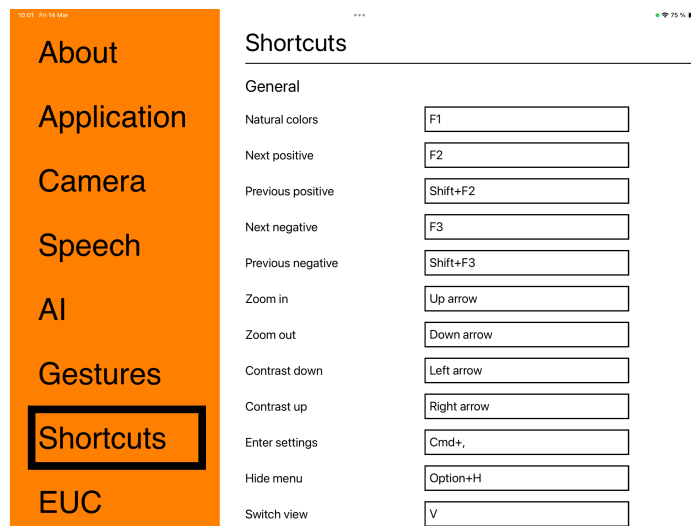 10:01 Fri 14 Mar
75 %
About
Application
Camera
Speech
AI
Gestures
Shortcuts
EUC
Shortcuts
General
Natural colors F1
Next positive F2
Previous positive Shift+F2
Next negative F3
Previous negative Shift+F3
Zoom in Up arrow
Zoom out Down arrow
Contrast down Left arrow
Contrast up Right arrow
Enter settings Cmd+,
Hide menu Option+H
Switch view V